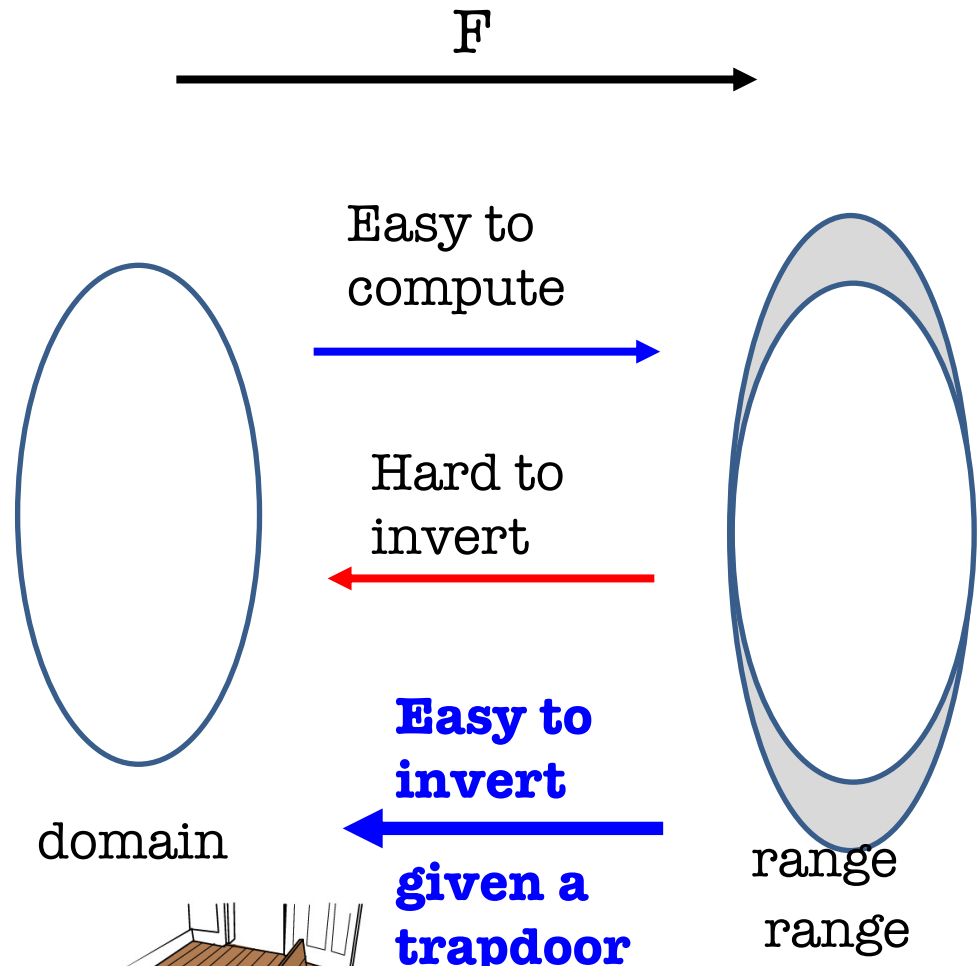 F
Easy to
compute
Hard to
invert
Easy to
invert
domain
given a
trapdoor
range
range